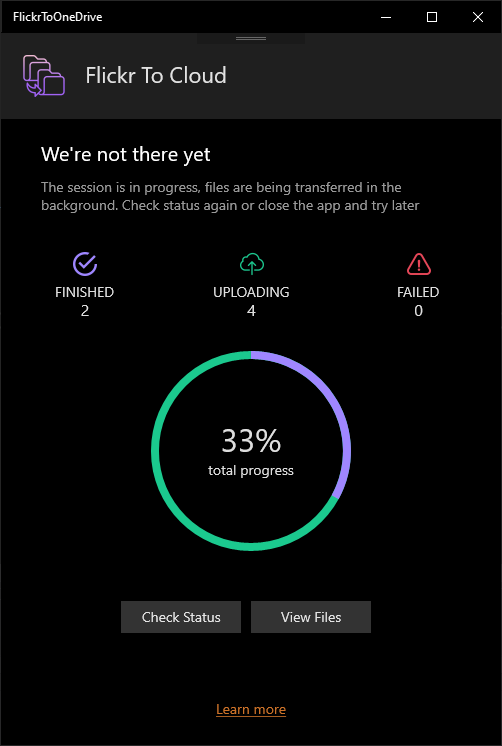 FlickrToOneDrive
Flickr To Cloud
We're not there yet
The session is in progress, files are being transferred in the
background. Check status again or close the app and try later
FINISHED
2
UPLOADING
4
FAILED
0
33%
total progress
Check Status
View Files
Learn more